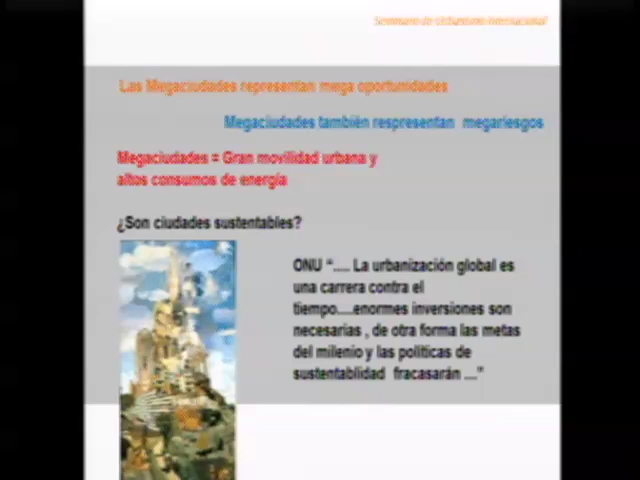 Seminario de Urbanismo Internacional
Las Megaciudades representan mega oportunidades
Megaciudades también respresentan megariesgos
Megaciudades = Gran movilidad urbana y
altos consumos de energía
¿Son ciudades sustentables?
ONU “.... La urbanización global es
una carrera contra el
tiempo....enormes inversiones son
necesarias , de otra forma las metas
del milenio y las políticas de
sustentablidad fracasarán ...”